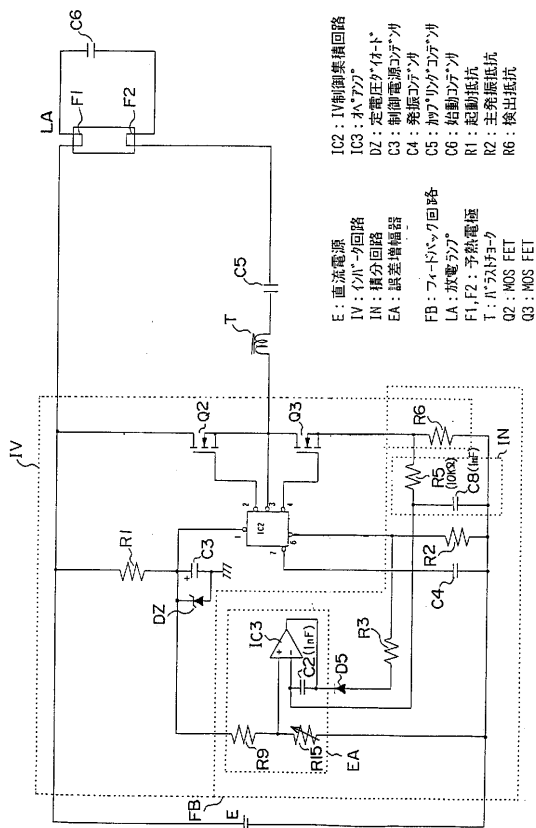 IV
FB
E
R1
DZ
C3
+
R9
R15
EA
IC3
+
−
C2(1nF)
D5
R3
IC2
1
2
3
4
6
7
Q2
Q3
C4
R2
R5
(10KΩ)
C8(1nF)
R6
IN
T
C5
LA
F1
F2
C6
E : 直流電源
IV : インバータ回路
IN : 積分回路
EA : 誤差増幅器
FB : フィードバック回路
LA : 放電ランプ
F1,F2 : 予熱電極
T : バラストチョーク
Q2 : MOS FET
Q3 : MOS FET
IC2 : IV制御集積回路
IC3 : オペアンプ
DZ : 定電圧ダイオード
C3 : 制御電源コンデンサ
C4 : 発振コンデンサ
C5 : カップリングコンデンサ
C6 : 始動コンデンサ
R1 : 起動抵抗
R2 : 主発振抵抗
R6 : 検出抵抗